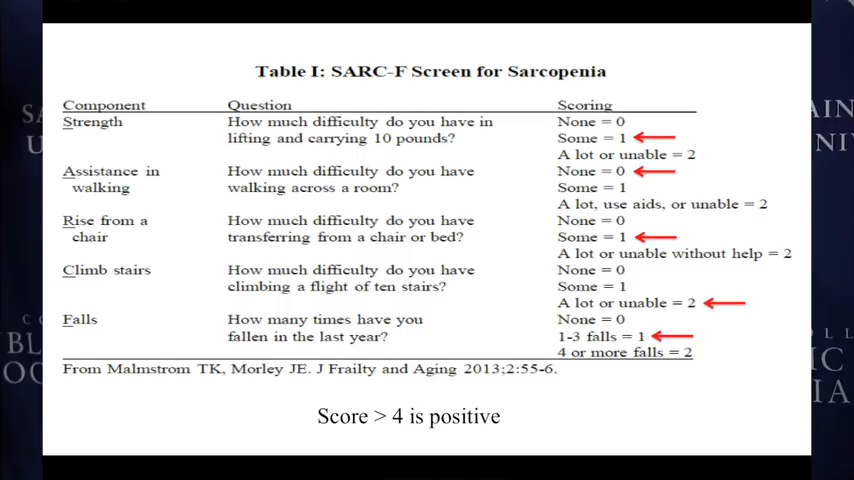 Table I: SARC-F Screen for Sarcopenia
Component Question Scoring
Strength How much difficulty do you have in None = 0
lifting and carrying 10 pounds? Some = 1
A lot or unable = 2
Assistance in How much difficulty do you have None = 0
walking walking across a room? Some = 1
A lot, use aids, or unable = 2
Rise from a How much difficulty do you have None = 0
chair transferring from a chair or bed? Some = 1
A lot or unable without help = 2
Climb stairs How much difficulty do you have None = 0
climbing a flight of ten stairs? Some = 1
A lot or unable = 2
Falls How many times have you None = 0
fallen in the last year? 1-3 falls = 1
4 or more falls = 2
From Malmstrom TK, Morley JE. J Frailty and Aging 2013;2:55-6.
Score > 4 is positive